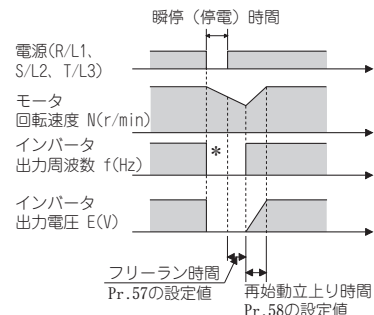 瞬停（停電）時間
電源(R/L1、
S/L2、T/L3)
モータ
回転速度 N(r/min)
インバータ
出力周波数 f(Hz)
*
インバータ
出力電圧 E(V)
フリーラン時間
Pr.57の設定値
再始動立上り時間
Pr.58の設定値